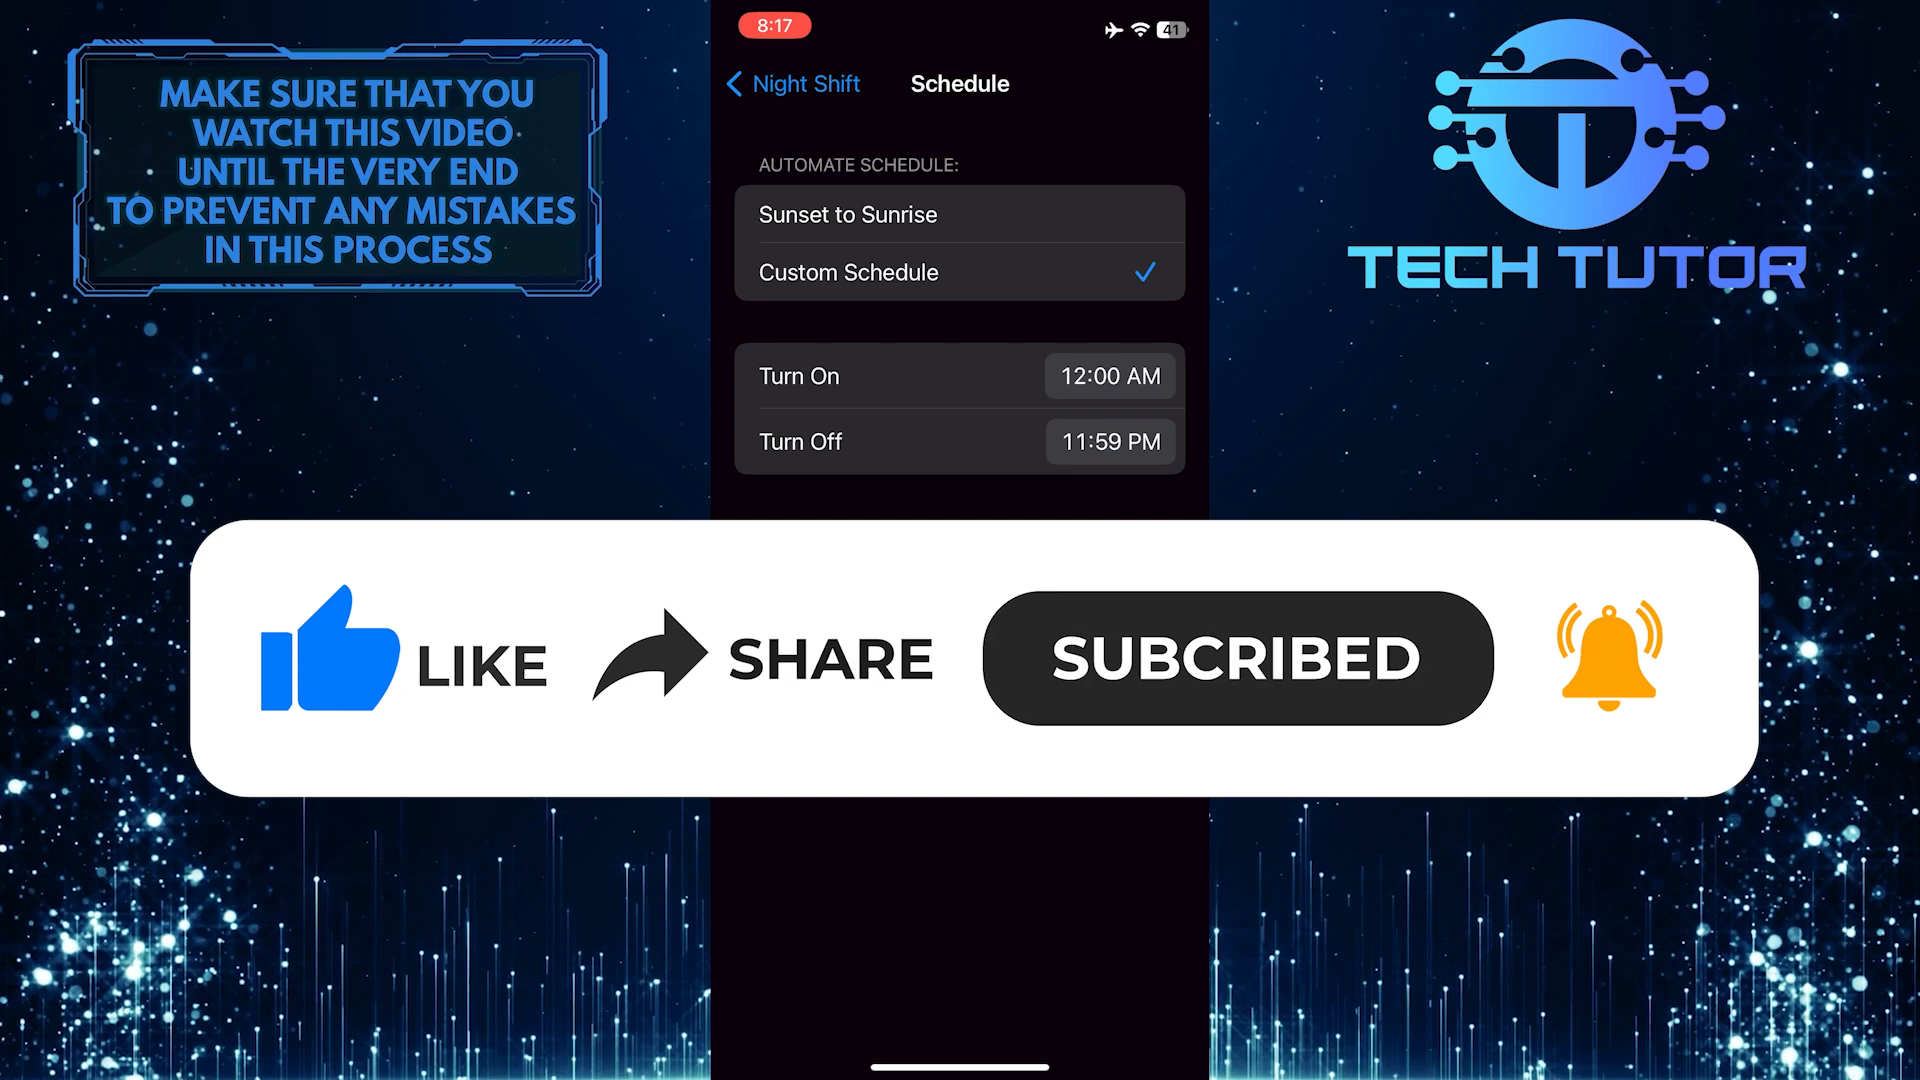 MAKE SURE THAT YOU
WATCH THIS VIDEO
UNTIL THE VERY END
TO PREVENT ANY MISTAKES
IN THIS PROCESS
8:17
41
Night Shift
Schedule
AUTOMATE SCHEDULE:
Sunset to Sunrise
Custom Schedule
Turn On
12:00 AM
Turn Off
11:59 PM
TECH TUTOR
LIKE
SHARE
SUBCRIBED